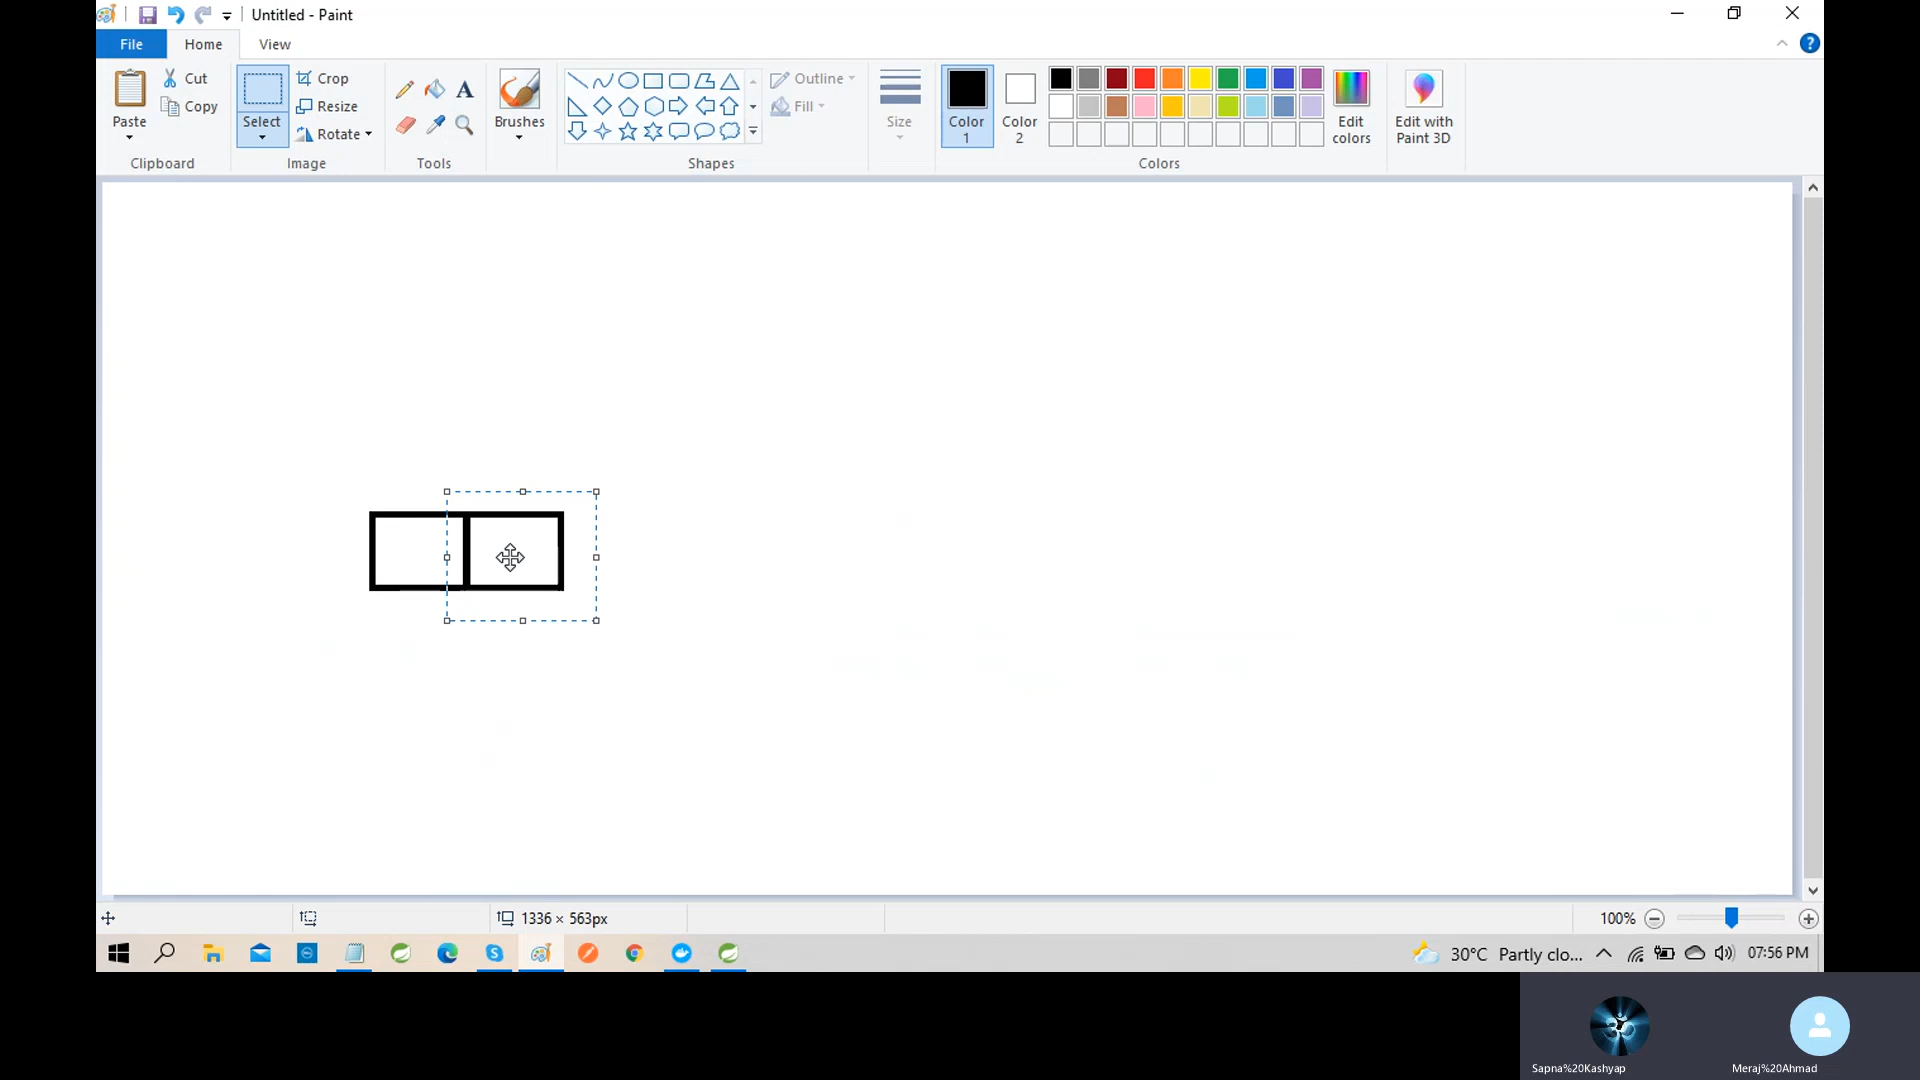 Untitled - Paint
File
Home
View
Paste
Cut
Copy
Clipboard
Select
Crop
Resize
Rotate
Image
A
Tools
Brushes
Shapes
Outline
Fill
Size
Color
1
Color
2
Colors
Edit
colors
Edit with
Paint 3D
?
1336 × 563px
100%
30°C Partly clo...
07:56 PM
Sapna%20Kashyap
Meraj%20Ahmad